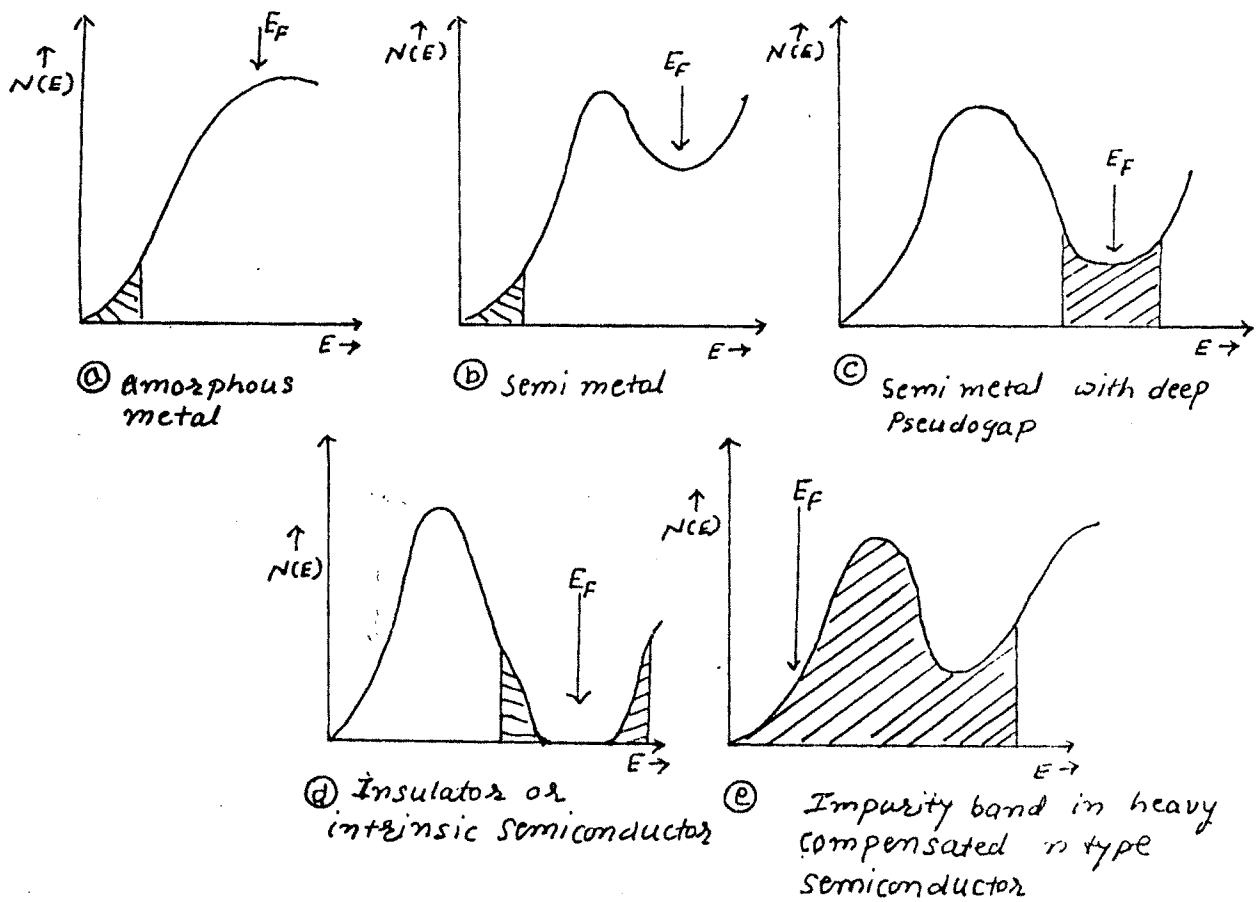 ↑
N(E)
E_F
E →
ⓐ amorphous
metal
↑
N(E)
E_F
E →
ⓑ Semi metal
↑
N(E)
E_F
E →
ⓒ Semi metal with deep
Pseudogap
↑
N(E)
E_F
E →
ⓓ Insulator or
intrinsic semiconductor
↑
N(E)
E_F
E →
ⓔ Impurity band in heavy
compensated n type
semiconductor